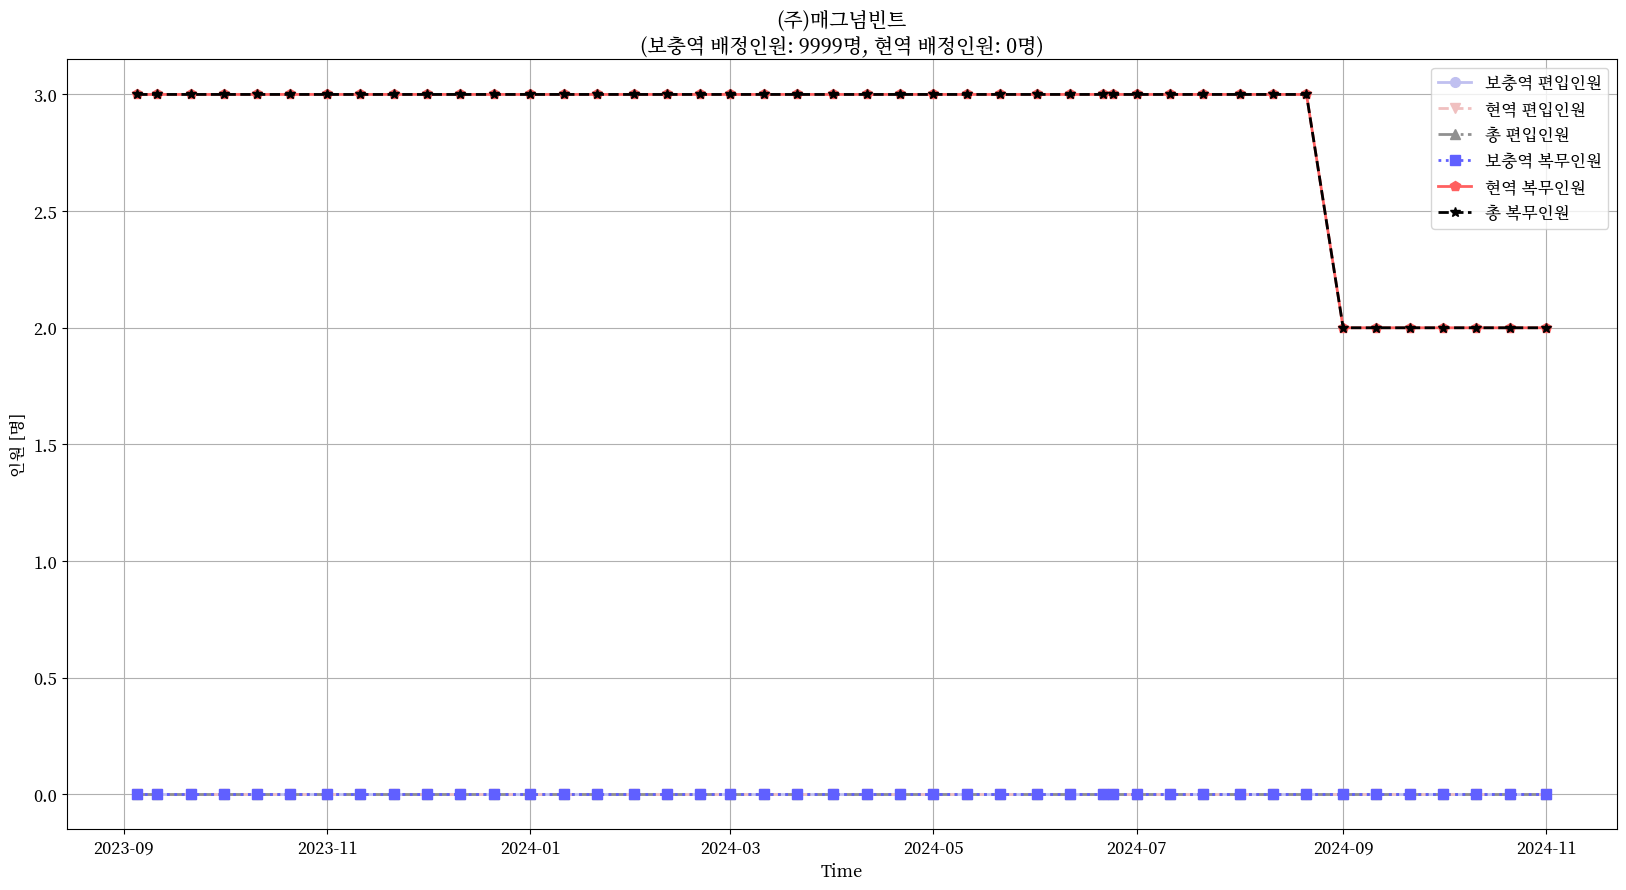 (주)매그넘빈트
(보충역 배정인원: 9999명, 현역 배정인원: 0명)
보충역 편입인원
현역 편입인원
총 편입인원
보충역 복무인원
현역 복무인원
총 복무인원
3.0
2.5
2.0
1.5
1.0
0.5
0.0
인원 [명]
2023-09
2023-11
2024-01
2024-03
2024-05
2024-07
2024-09
2024-11
Time